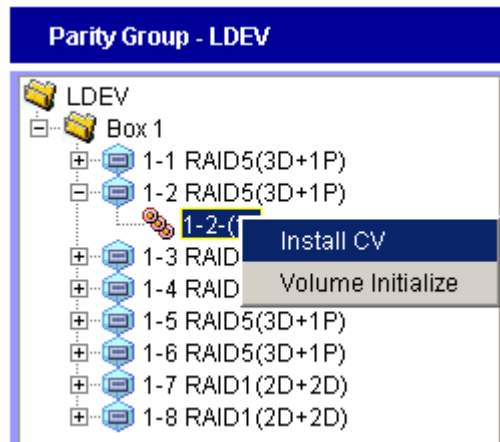 Parity Group - LDEV
LDEV
Box 1
1-1 RAID5(3D+1P)
1-2 RAID5(3D+1P)
1-2-(
Install CV
1-3 RAID
Volume Initialize
1-4 RAID
1-5 RAID5(3D+1P)
1-6 RAID5(3D+1P)
1-7 RAID1(2D+2D)
1-8 RAID1(2D+2D)